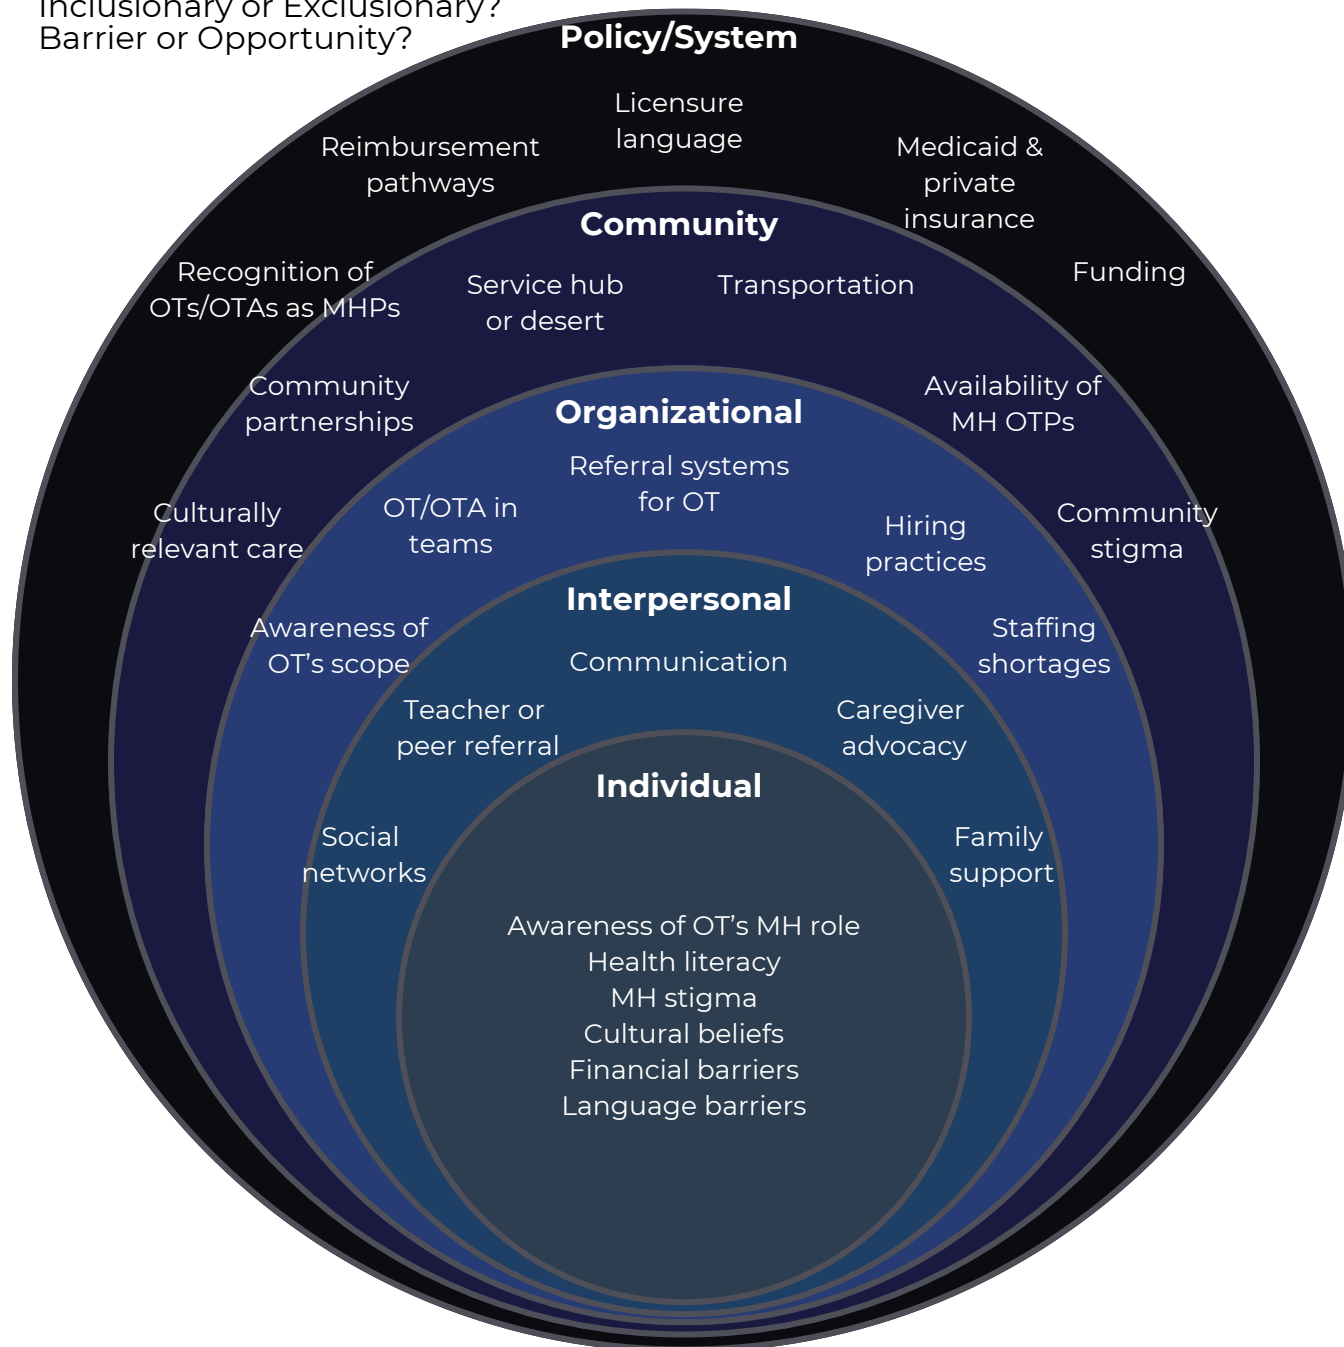 Inclusionary or Exclusionary?
Barrier or Opportunity?
Policy/System
Licensure
language
Reimbursement
pathways
Medicaid &
private
insurance
Recognition of
OTs/OTAs as MHPs
Funding
Community
Service hub
or desert
Transportation
Community
partnerships
Availability of
MH OTPs
Culturally
relevant care
Community
stigma
Organizational
Referral systems
for OT
OT/OTA in
teams
Hiring
practices
Awareness of
OT’s scope
Staffing
shortages
Interpersonal
Communication
Teacher or
peer referral
Caregiver
advocacy
Social
networks
Family
support
Individual
Awareness of OT’s MH role
Health literacy
MH stigma
Cultural beliefs
Financial barriers
Language barriers